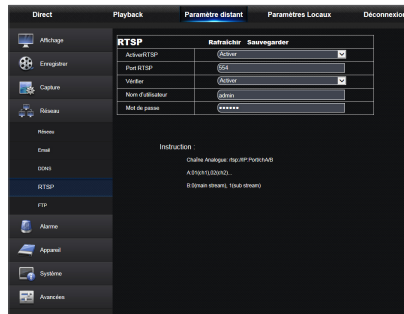 Direct Playback Paramètre distant Paramètres Locaux Déconnexion
Affichage
Enregistrer
Capture
Réseau
Réseau
Email
DDNS
RTSP
FTP
Alarme
Appareil
Système
Avancées
RTSP Rafraichir Sauvegarder
ActiverRTSP Activer
Port RTSP 554
Vérifier Activer
Nom d'utilisateur admin
Mot de passe ••••••
Instruction :
Chaîne Analogue: rtsp://IP:Port/chA/B
A:01(ch1),02(ch2)...
B:0(main stream), 1(sub stream)